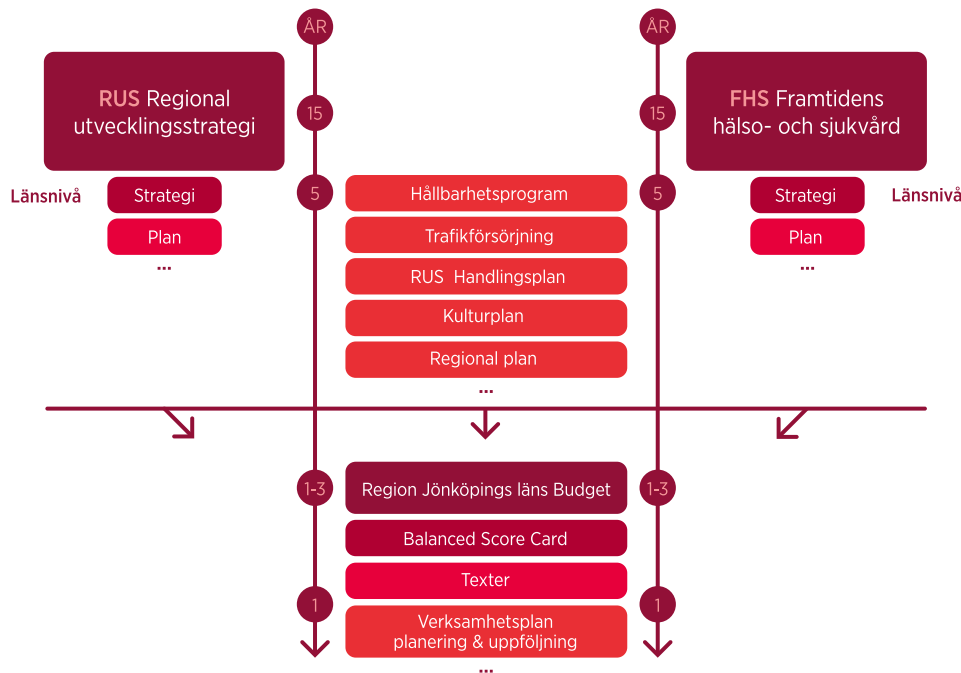 ÅR
ÅR
RUS Regional
utvecklingsstrategi
FHS Framtidens
hälso- och sjukvård
15
15
Länsnivå
Strategi
Plan
...
5
Hållbarhetsprogram
Trafikförsörjning
RUS Handlingsplan
Kulturplan
Regional plan
...
5
Strategi
Plan
...
Länsnivå
1-3
Region Jönköpings läns Budget
1-3
Balanced Score Card
Texter
1
Verksamhetsplan
planering & uppföljning
1
...